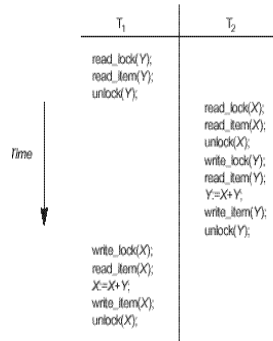 T1 T2
read_lock(Y);
read_item(Y);
unlock(Y);
read_lock(X);
read_item(X);
unlock(X);
write_lock(Y);
read_item(Y);
Y:=X+Y;
write_item(Y);
unlock(Y);
Time
write_lock(X);
read_item(X);
X:=X+Y;
write_item(X);
unlock(X);